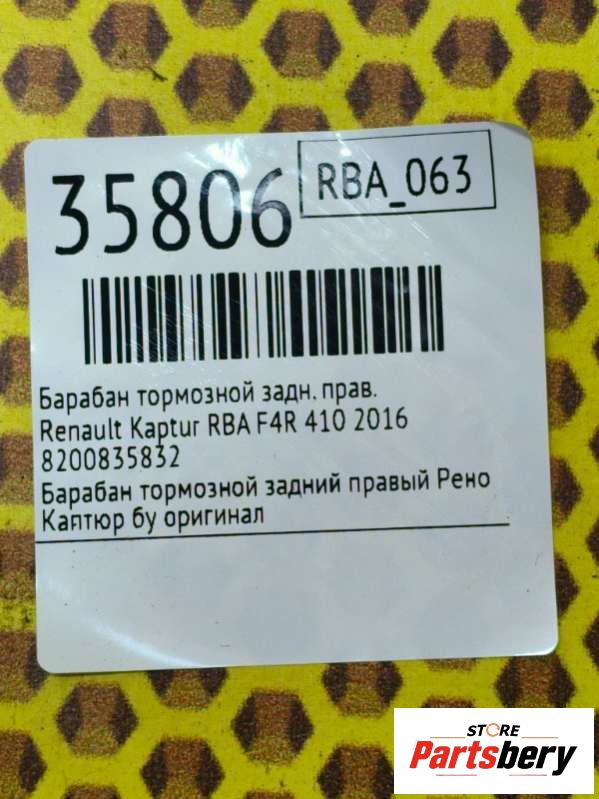 35806
RBA_063
Барабан тормозной задн. прав.
Renault Kaptur RBA F4R 410 2016
8200835832
Барабан тормозной задний правый Рено
Каптюр бу оригинал
STORE
Partsbery